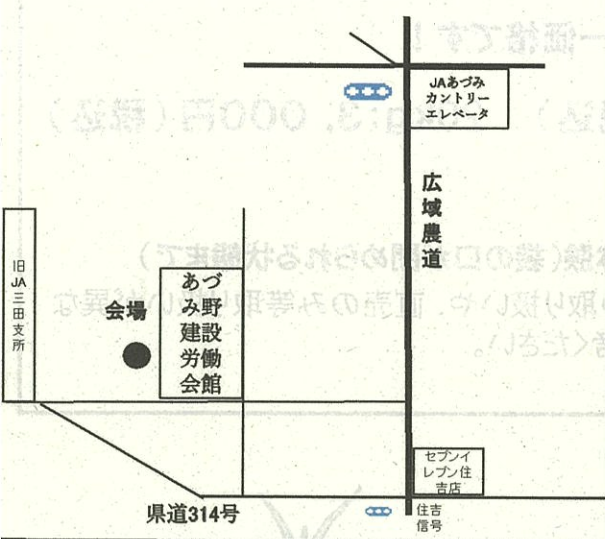 JAあづみ
カントリー
エレベータ
広域農道
旧JA三田支所
会場
あづ
み野
建設
労働
会館
セブンイ
レブン住
吉店
県道314号
住吉
信号